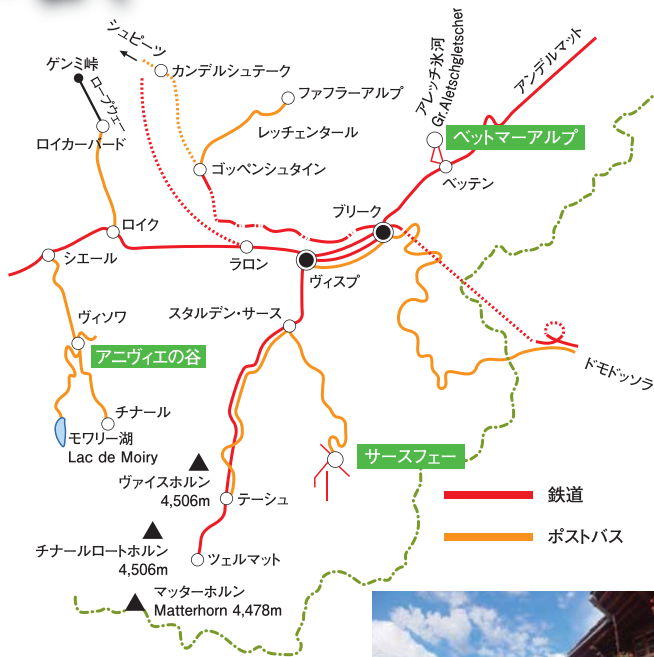 シュピーツ
カンデルシュテーク
ゲンミ峠
ロープウェー
ロイカーバード
ファフラーアルプ
レッチェンタール
ゴッペンシュタイン
アレッチ氷河
Gr.Aletschgletscher
アンデルマット
ベットマーアルプ
ベッテン
ブリーク
ロイク
シエール
ラロン
ヴィスプ
ヴィソワ
スタルデン・サース
アニヴィエの谷
ドモドッソラ
チナール
モワリー湖
Lac de Moiry
サースフェー
ヴァイスホルン
4,506m
テーシュ
鉄道
ポストバス
チナールロートホルン
4,506m
ツェルマット
マッターホルン
Matterhorn 4,478m